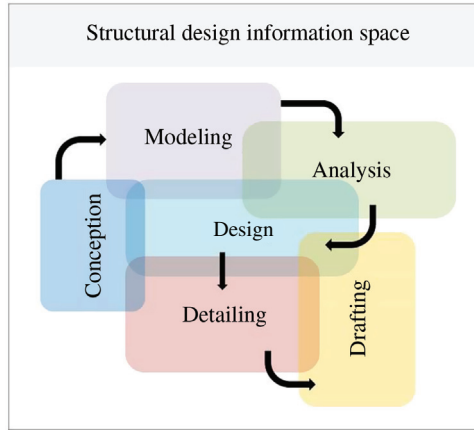 Structural design information space
Modeling
Analysis
Conception
Design
Detailing
Drafting